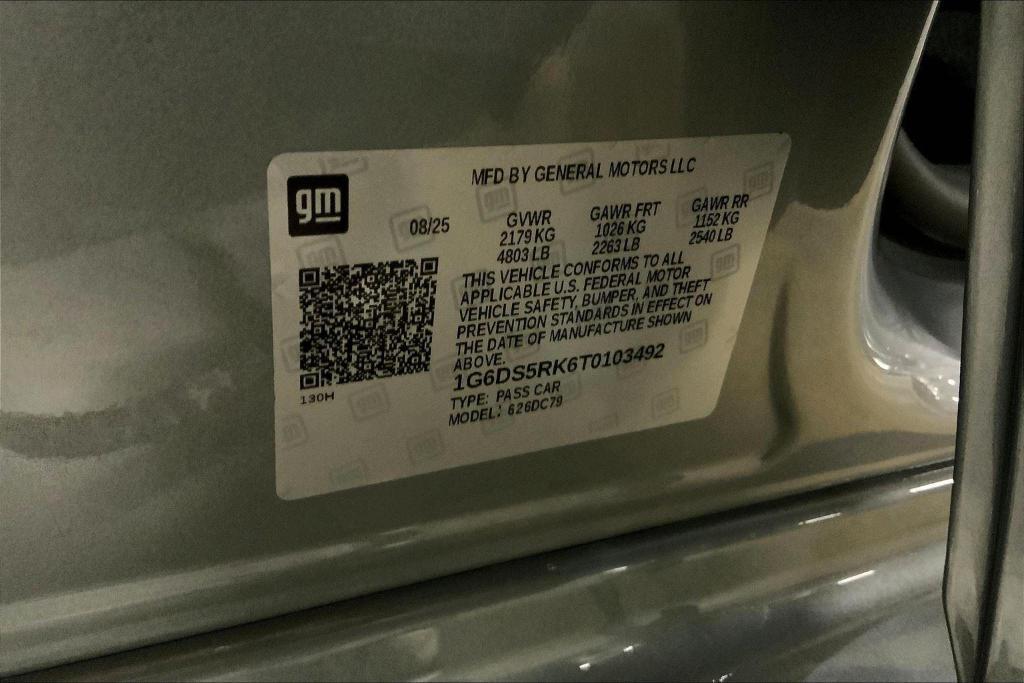 gm
MFD BY GENERAL MOTORS LLC
08/25
GVWR
2179 KG
4803 LB
GAWR FRT
1026 KG
2263 LB
GAWR RR
1152 KG
2540 LB
THIS VEHICLE CONFORMS TO ALL
APPLICABLE U.S. FEDERAL MOTOR
VEHICLE SAFETY, BUMPER, AND THEFT
PREVENTION STANDARDS IN EFFECT ON
THE DATE OF MANUFACTURE SHOWN
ABOVE.
1G6DS5RK6T0103492
TYPE: PASS CAR
MODEL: 626DC79
130H